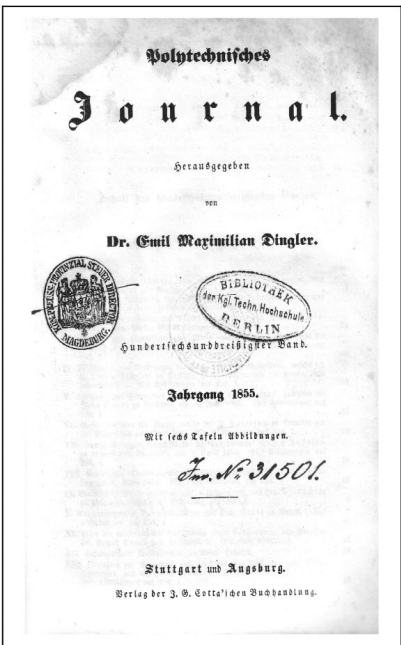 Polytechnisches
Journal.
Herausgegeben
von
Dr. Emil Maximilian Dingler.
MAGDEBURG.
BIBLIOTHEK
der Kgl. Techn. Hochschule
BERLIN
Hundertsechsunddreißigster Band.
Jahrgang 1855.
Mit sechs Tafeln Abbildungen.
Inv. No 31501.
Stuttgart und Augsburg.
Verlag der J. G. Cotta'schen Buchhandlung.